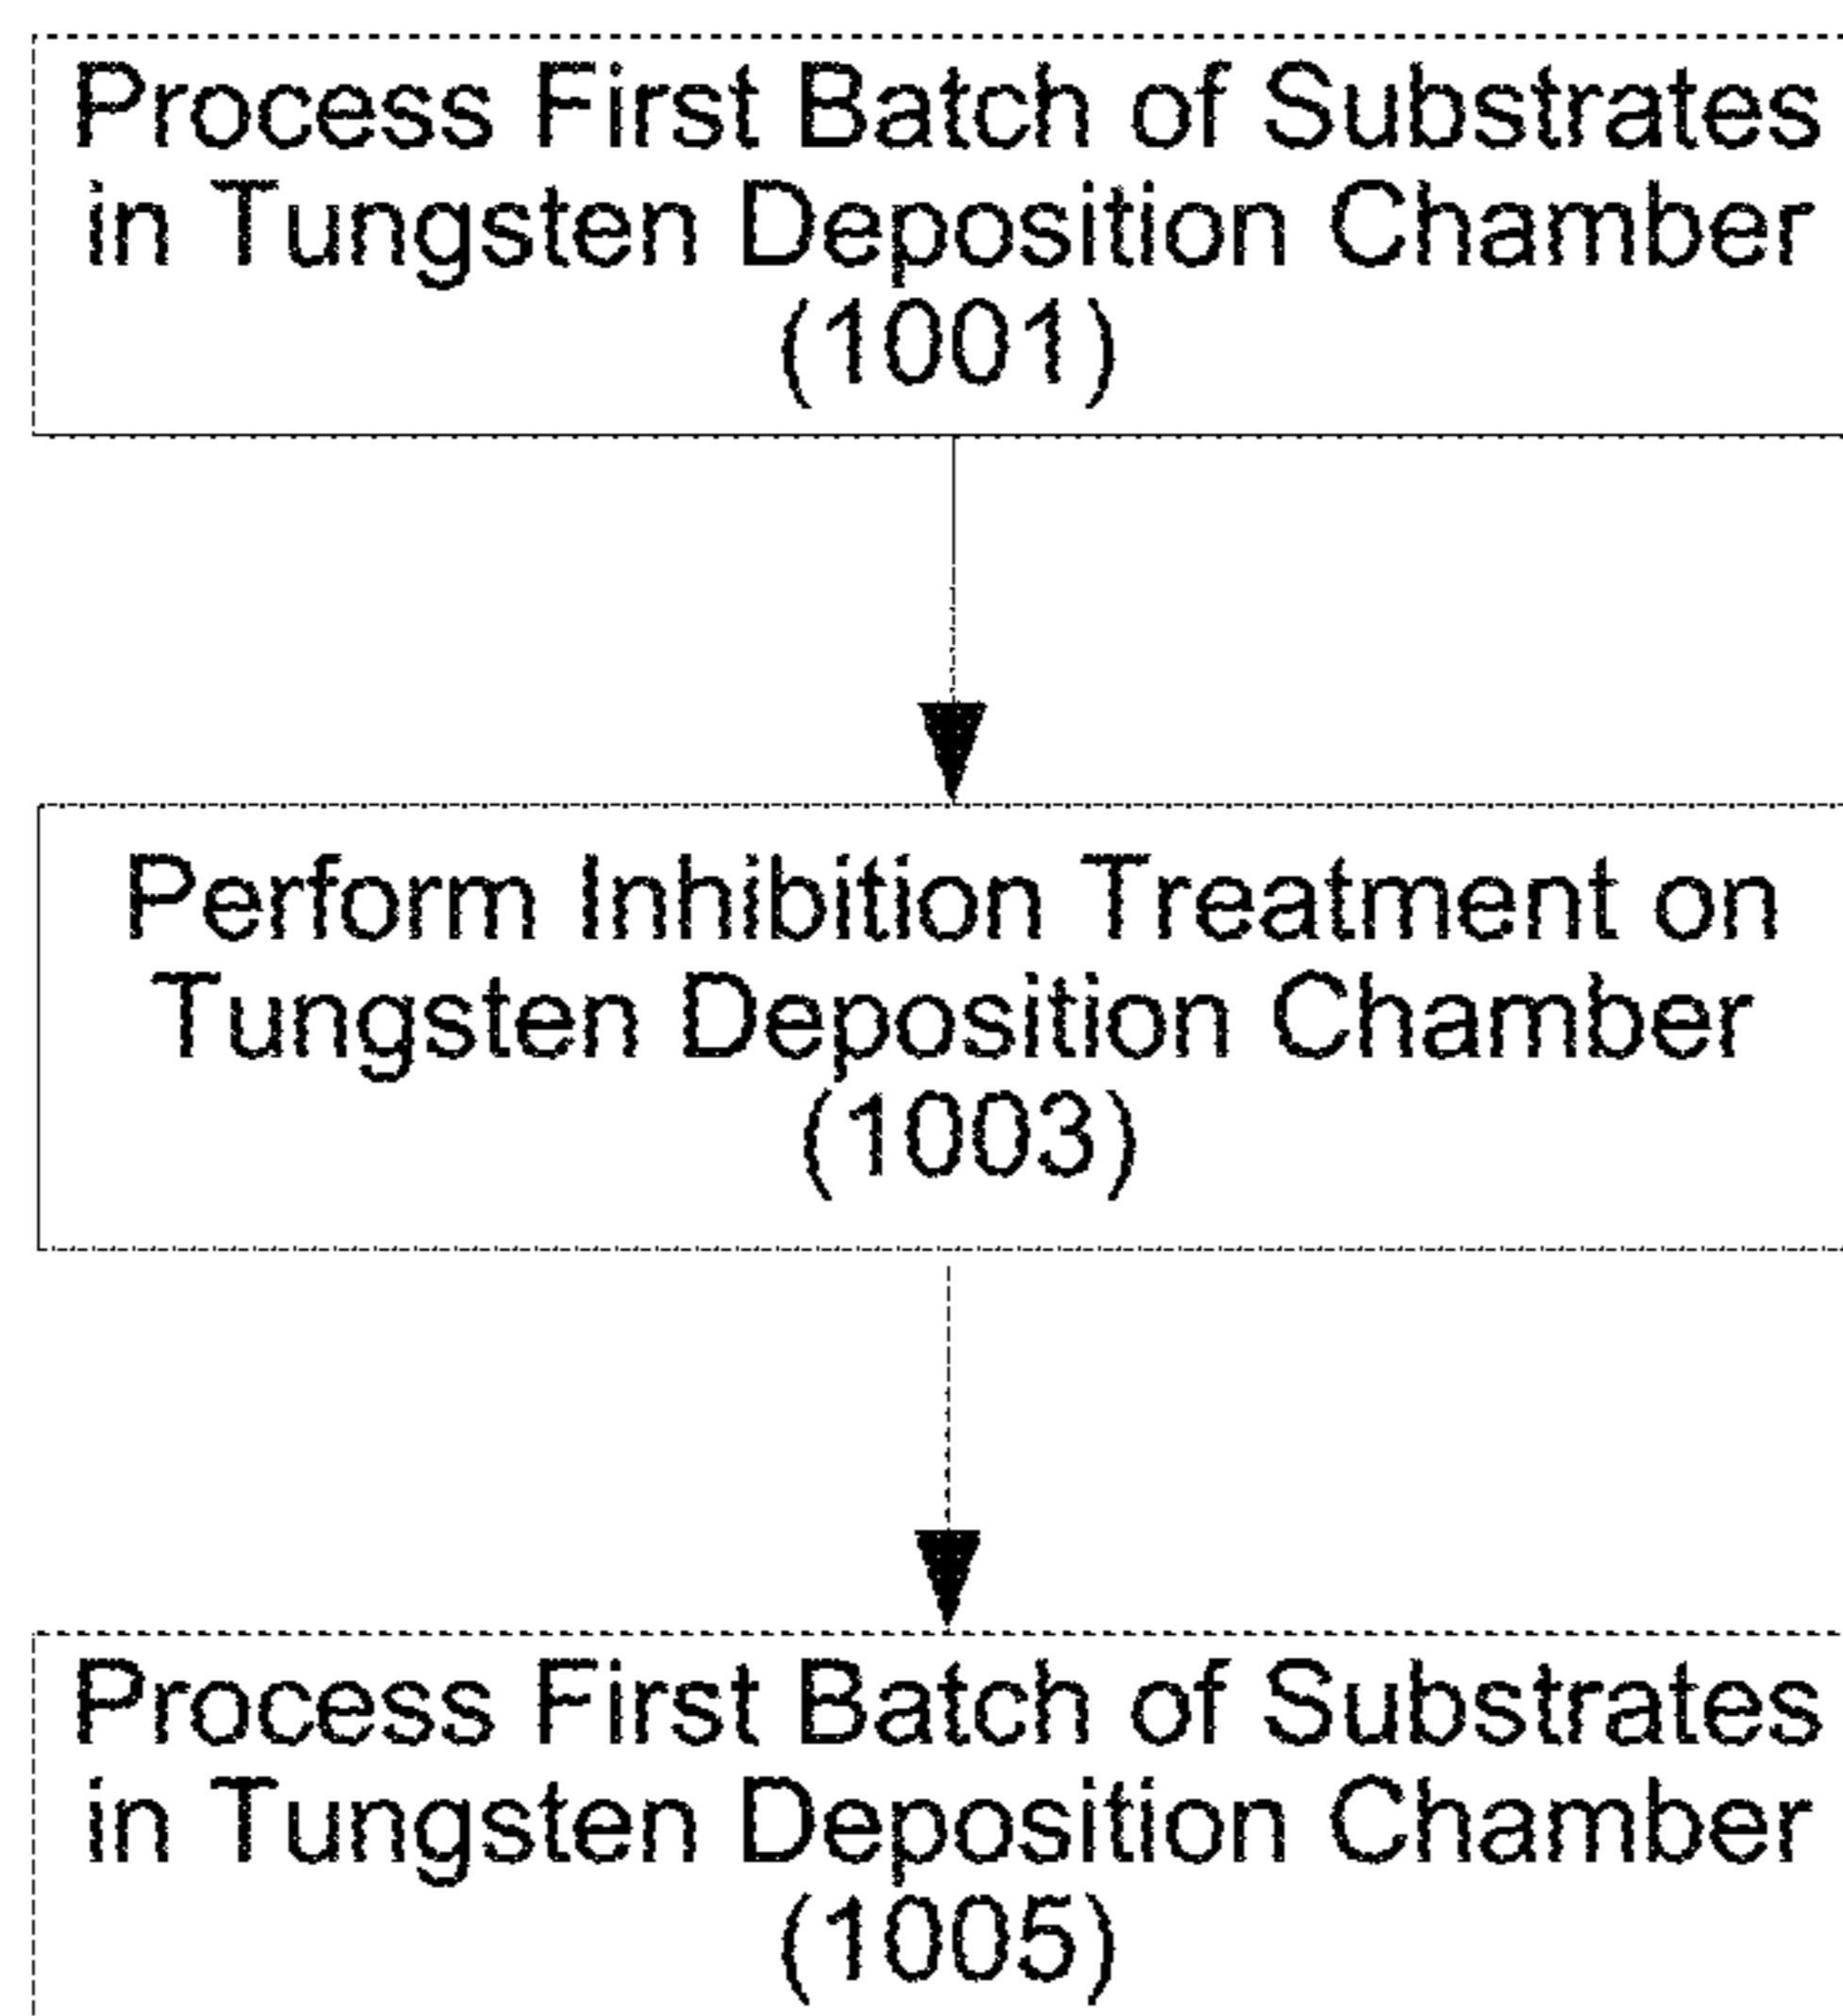 Process First Batch of Substrates
in Tungsten Deposition Chamber
(1001)
Perform Inhibition Treatment on
Tungsten Deposition Chamber
(1003)
Process First Batch of Substrates
in Tungsten Deposition Chamber
(1005)